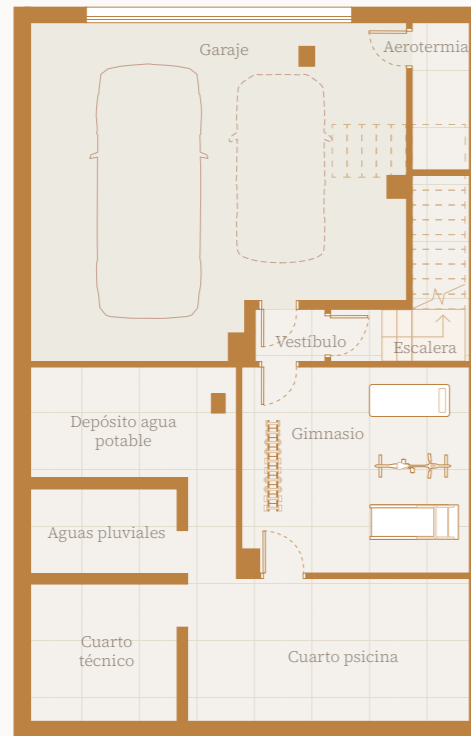 Garaje
Aerotermia
Vestíbulo
Escalera
Depósito agua
potable
Gimnasio
Aguas pluviales
Cuarto
técnico
Cuarto psicina